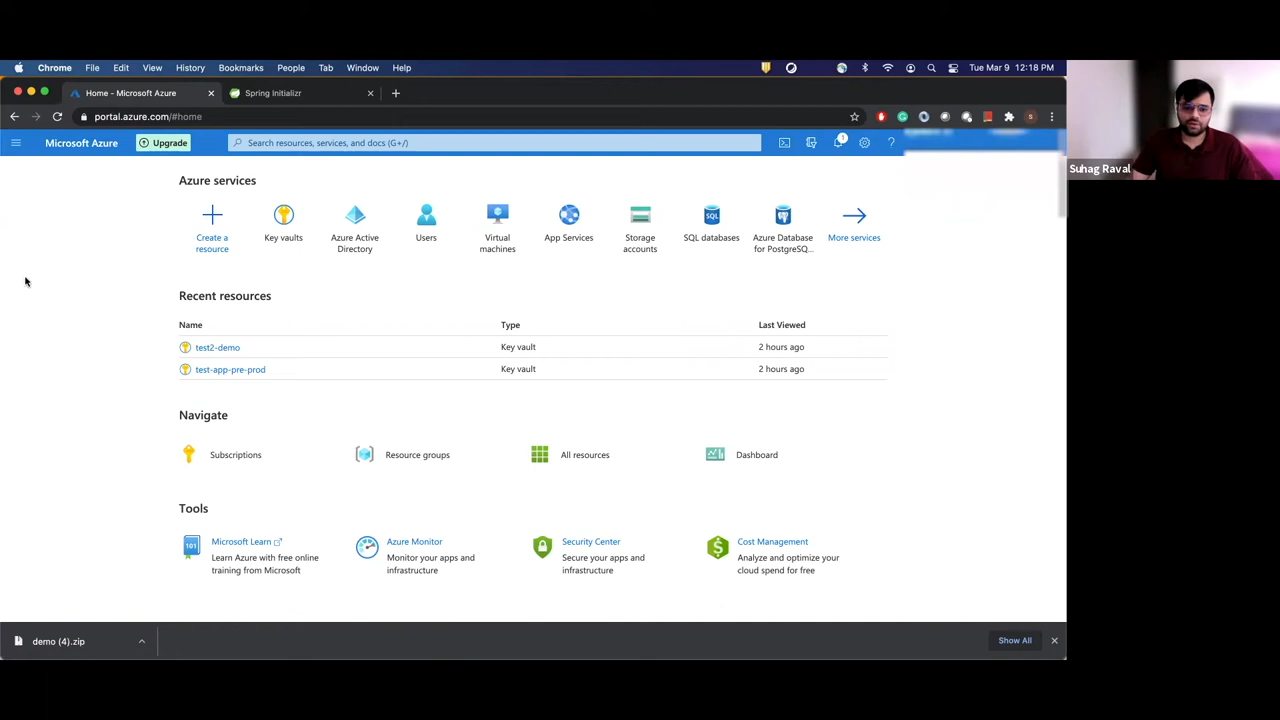 Chrome File Edit View History Bookmarks People Tab Window Help Tue Mar 9 12:18 PM
Home - Microsoft Azure Spring Initializr
portal.azure.com/#home S
Microsoft Azure Upgrade Search resources, services, and docs (G+/) 1
Suhag Raval
Azure services
Create a resource
Key vaults
Azure Active Directory
Users
Virtual machines
App Services
Storage accounts
SQL
SQL databases
Azure Database for PostgreSQ...
More services
Recent resources
Name Type Last Viewed
test2-demo Key vault 2 hours ago
test-app-pre-prod Key vault 2 hours ago
Navigate
Subscriptions Resource groups All resources Dashboard
Tools
101
Microsoft Learn
Learn Azure with free online
training from Microsoft
Azure Monitor
Monitor your apps and
infrastructure
Security Center
Secure your apps and
infrastructure
Cost Management
Analyze and optimize your
cloud spend for free
demo (4).zip Show All